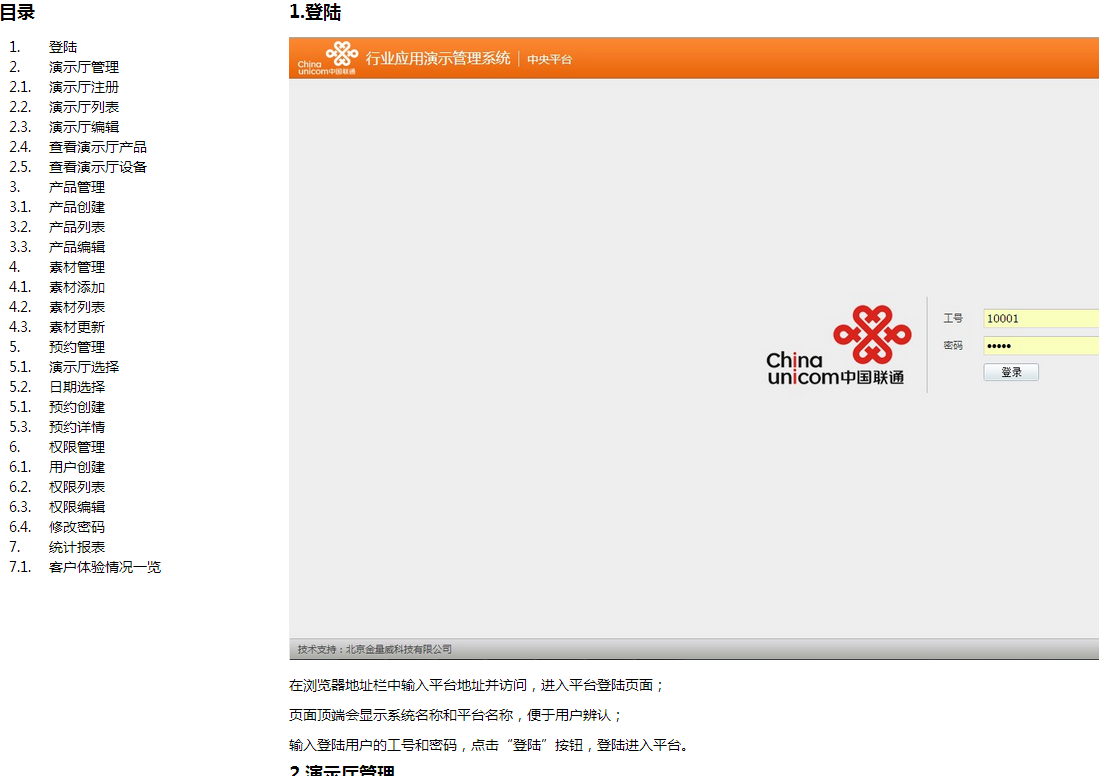 目录
1. 登陆
2. 演示厅管理
2.1. 演示厅注册
2.2. 演示厅列表
2.3. 演示厅编辑
2.4. 查看演示厅产品
2.5. 查看演示厅设备
3. 产品管理
3.1. 产品创建
3.2. 产品列表
3.3. 产品编辑
4. 素材管理
4.1. 素材添加
4.2. 素材列表
4.3. 素材更新
5. 预约管理
5.1. 演示厅选择
5.2. 日期选择
5.1. 预约创建
5.3. 预约详情
6. 权限管理
6.1. 用户创建
6.2. 权限列表
6.3. 权限编辑
6.4. 修改密码
7. 统计报表
7.1. 客户体验情况一览
1.登陆
China
unicom中国联通
行业应用演示管理系统 | 中央平台
China
unicom中国联通
工号 10001
密码 •••••
登录
技术支持：北京金量威科技有限公司
在浏览器地址栏中输入平台地址并访问，进入平台登陆页面；
页面顶端会显示系统名称和平台名称，便于用户辨认；
输入登陆用户的工号和密码，点击“登陆”按钮，登陆进入平台。
2.演示厅管理